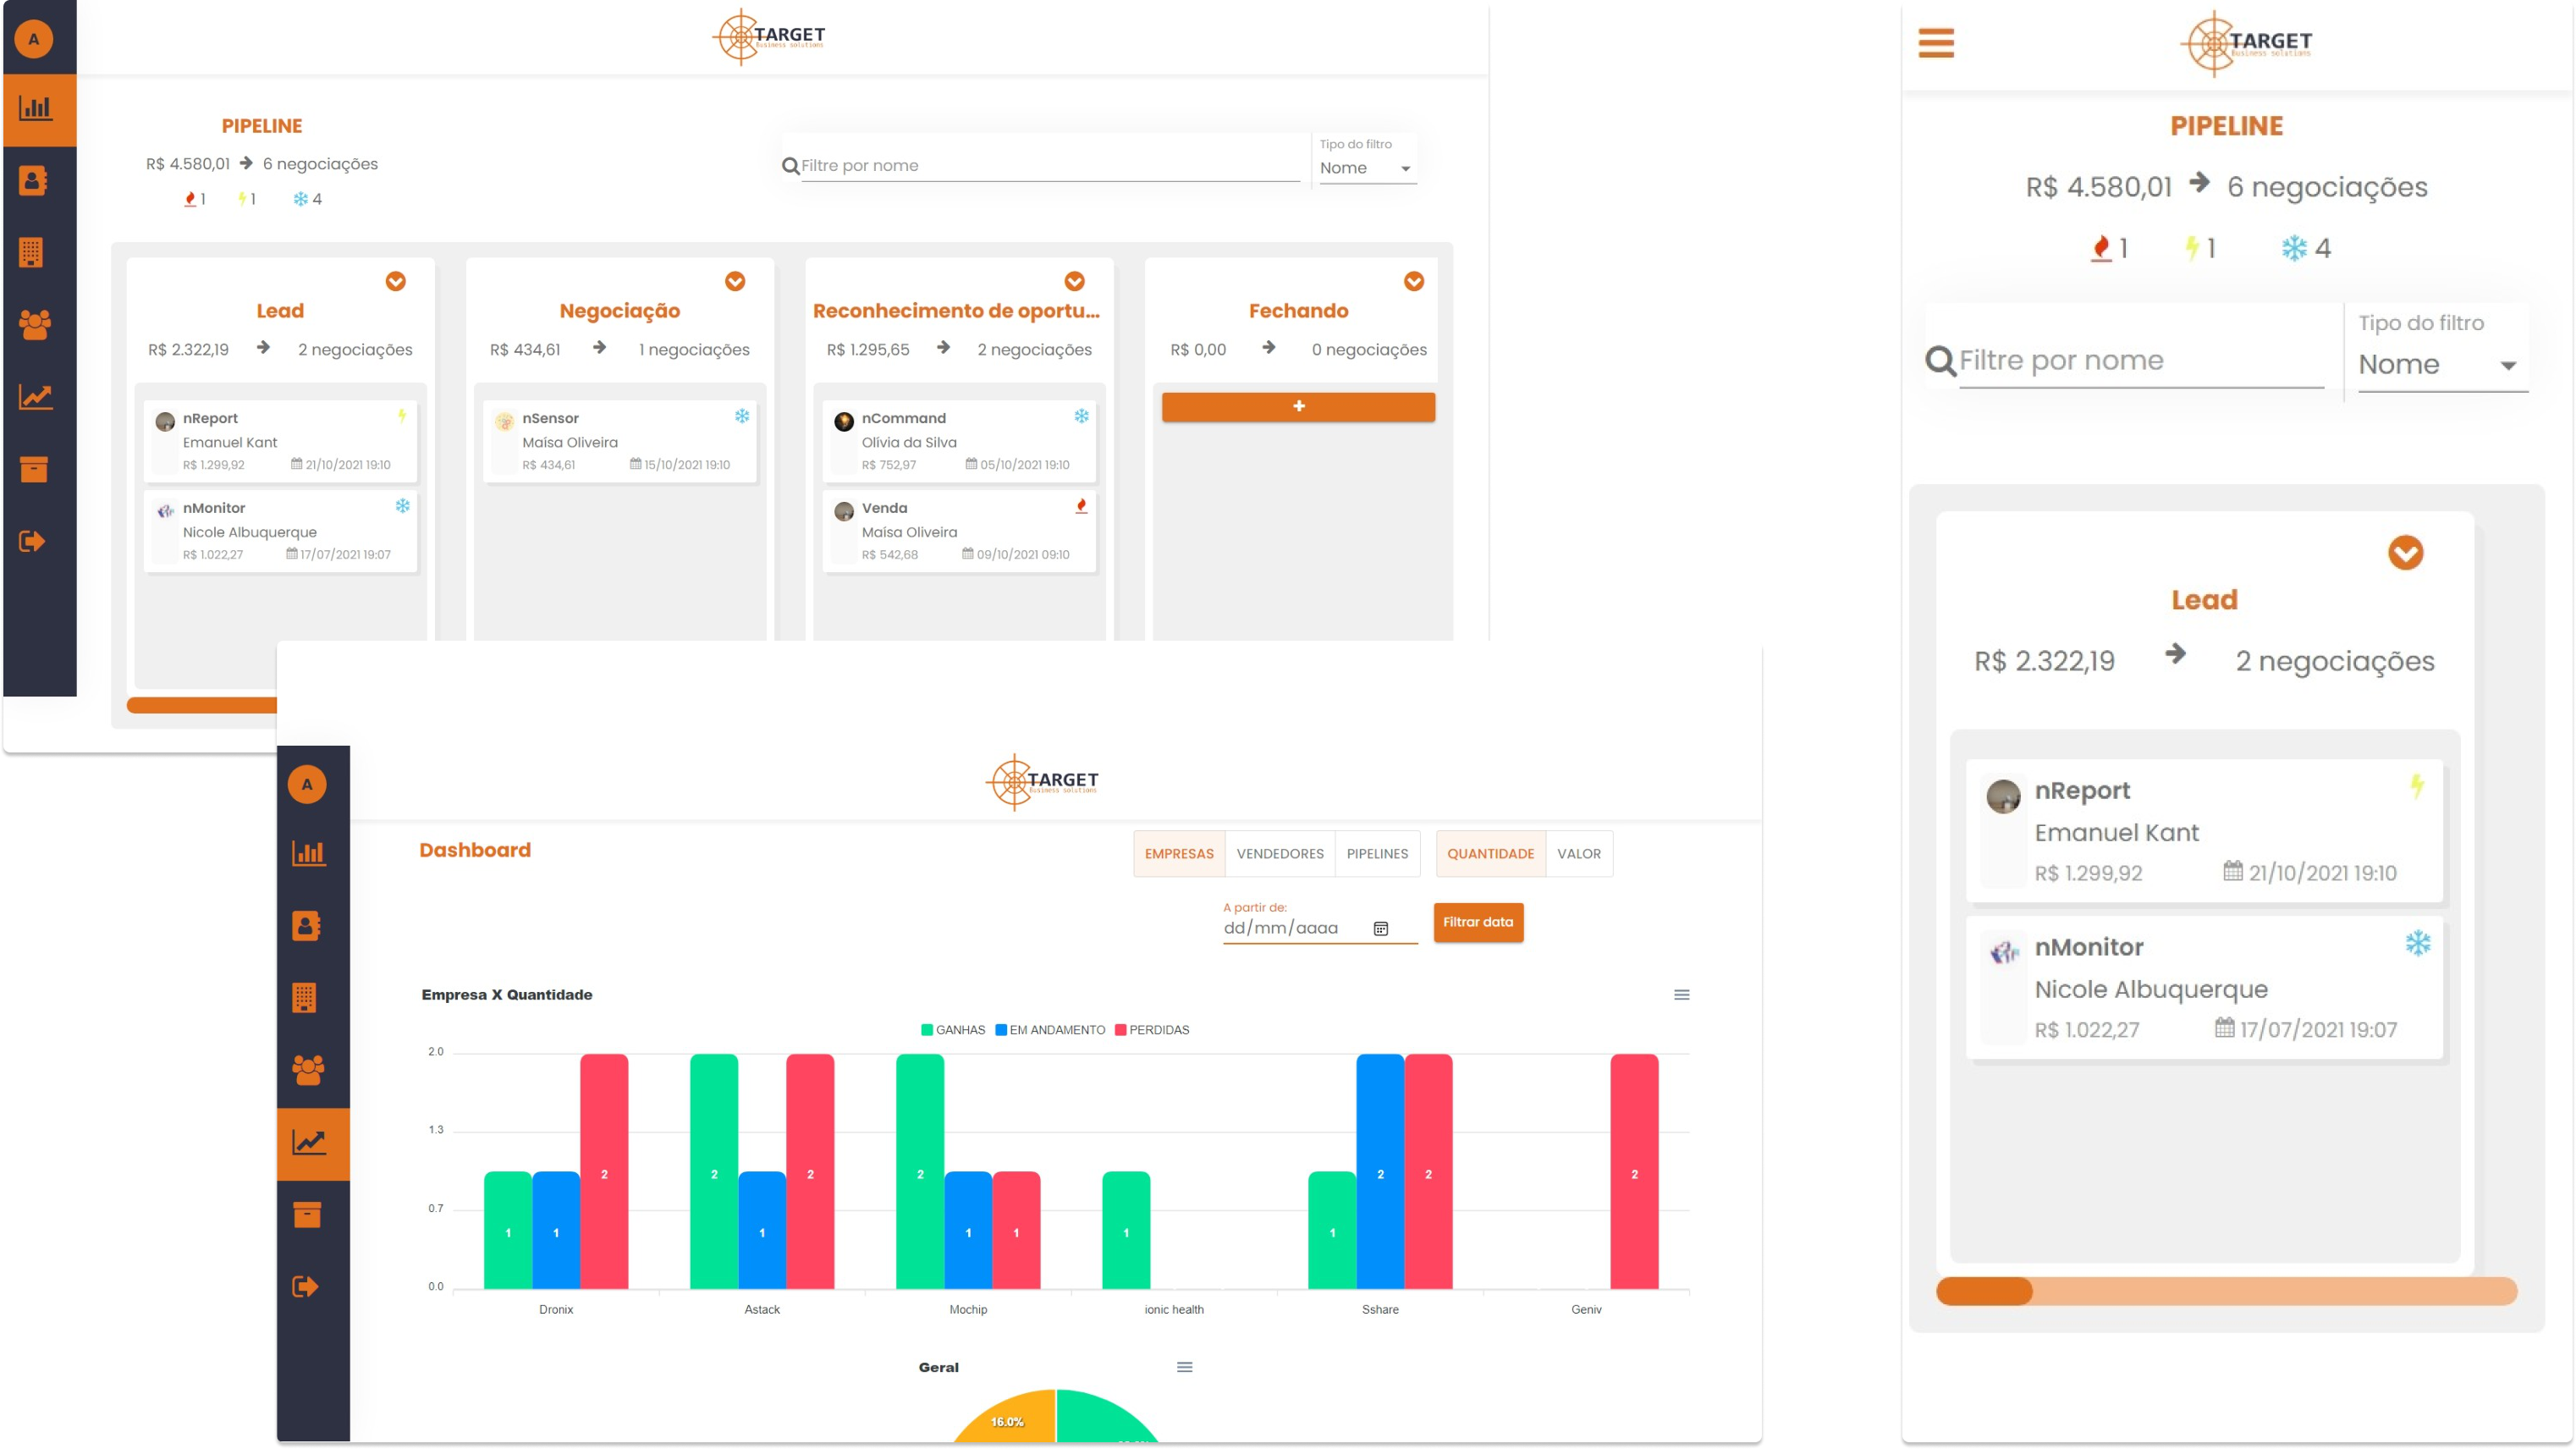 A
TARGET
Business solutions
PIPELINE
R$ 4.580,01 6 negociações
1 1 4
Filtre por nome
Tipo do filtro
Nome
Lead
R$ 2.322,19 2 negociações
nReport
Emanuel Kant
R$ 1.299,92 21/10/2021 19:10
nMonitor
Nicole Albuquerque
R$ 1.022,27 17/07/2021 19:07
Negociação
R$ 434,61 1 negociações
nSensor
Maísa Oliveira
R$ 434,61 15/10/2021 19:10
Reconhecimento de oportu...
R$ 1.295,65 2 negociações
nCommand
Olívia da Silva
R$ 752,97 05/10/2021 19:10
Venda
Maísa Oliveira
R$ 542,68 09/10/2021 09:10
Fechando
R$ 0,00 0 negociações
+
A
TARGET
Business solutions
Dashboard
EMPRESAS VENDEDORES PIPELINES QUANTIDADE VALOR
A partir de:
dd/mm/aaaa
Filtrar data
Empresa X Quantidade
GANHAS EM ANDAMENTO PERDIDAS
2.0
1.3
0.7
0.0
1 1 2
2 1 2
2 1 1
1
1 2 2
2
Dronix Astack Mochip ionic health Sshare Geniv
Geral
16.0%
TARGET
Business solutions
PIPELINE
R$ 4.580,01 6 negociações
1 1 4
Filtre por nome
Tipo do filtro
Nome
Lead
R$ 2.322,19 2 negociações
nReport
Emanuel Kant
R$ 1.299,92 21/10/2021 19:10
nMonitor
Nicole Albuquerque
R$ 1.022,27 17/07/2021 19:07